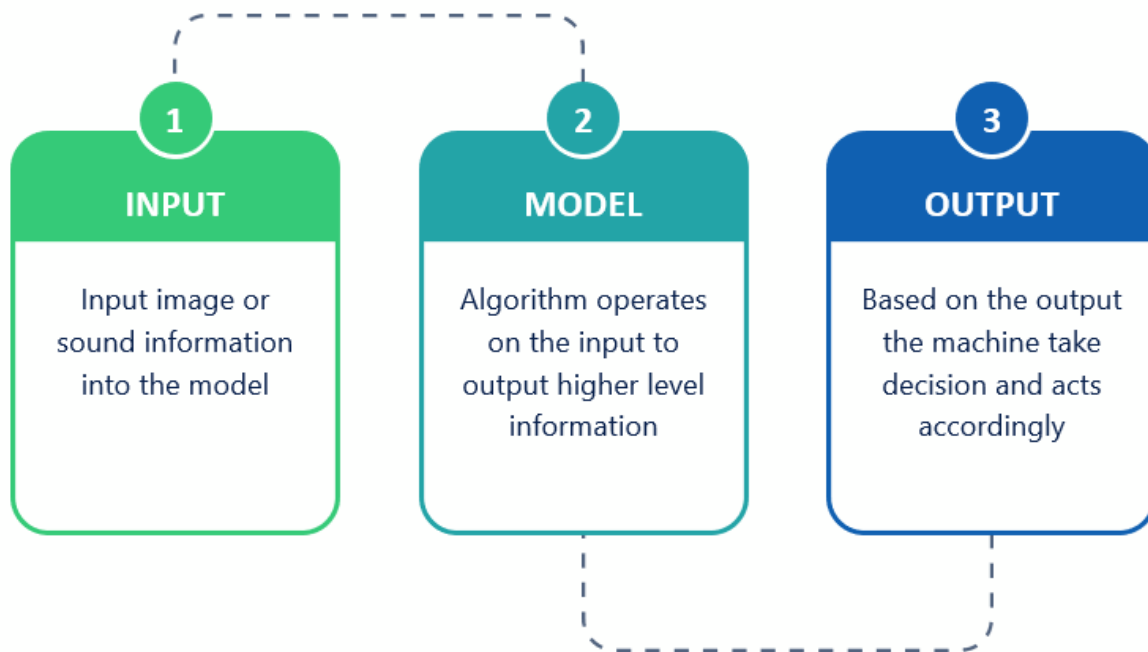 1
INPUT
Input image or
sound information
into the model
2
MODEL
Algorithm operates
on the input to
output higher level
information
3
OUTPUT
Based on the output
the machine take
decision and acts
accordingly